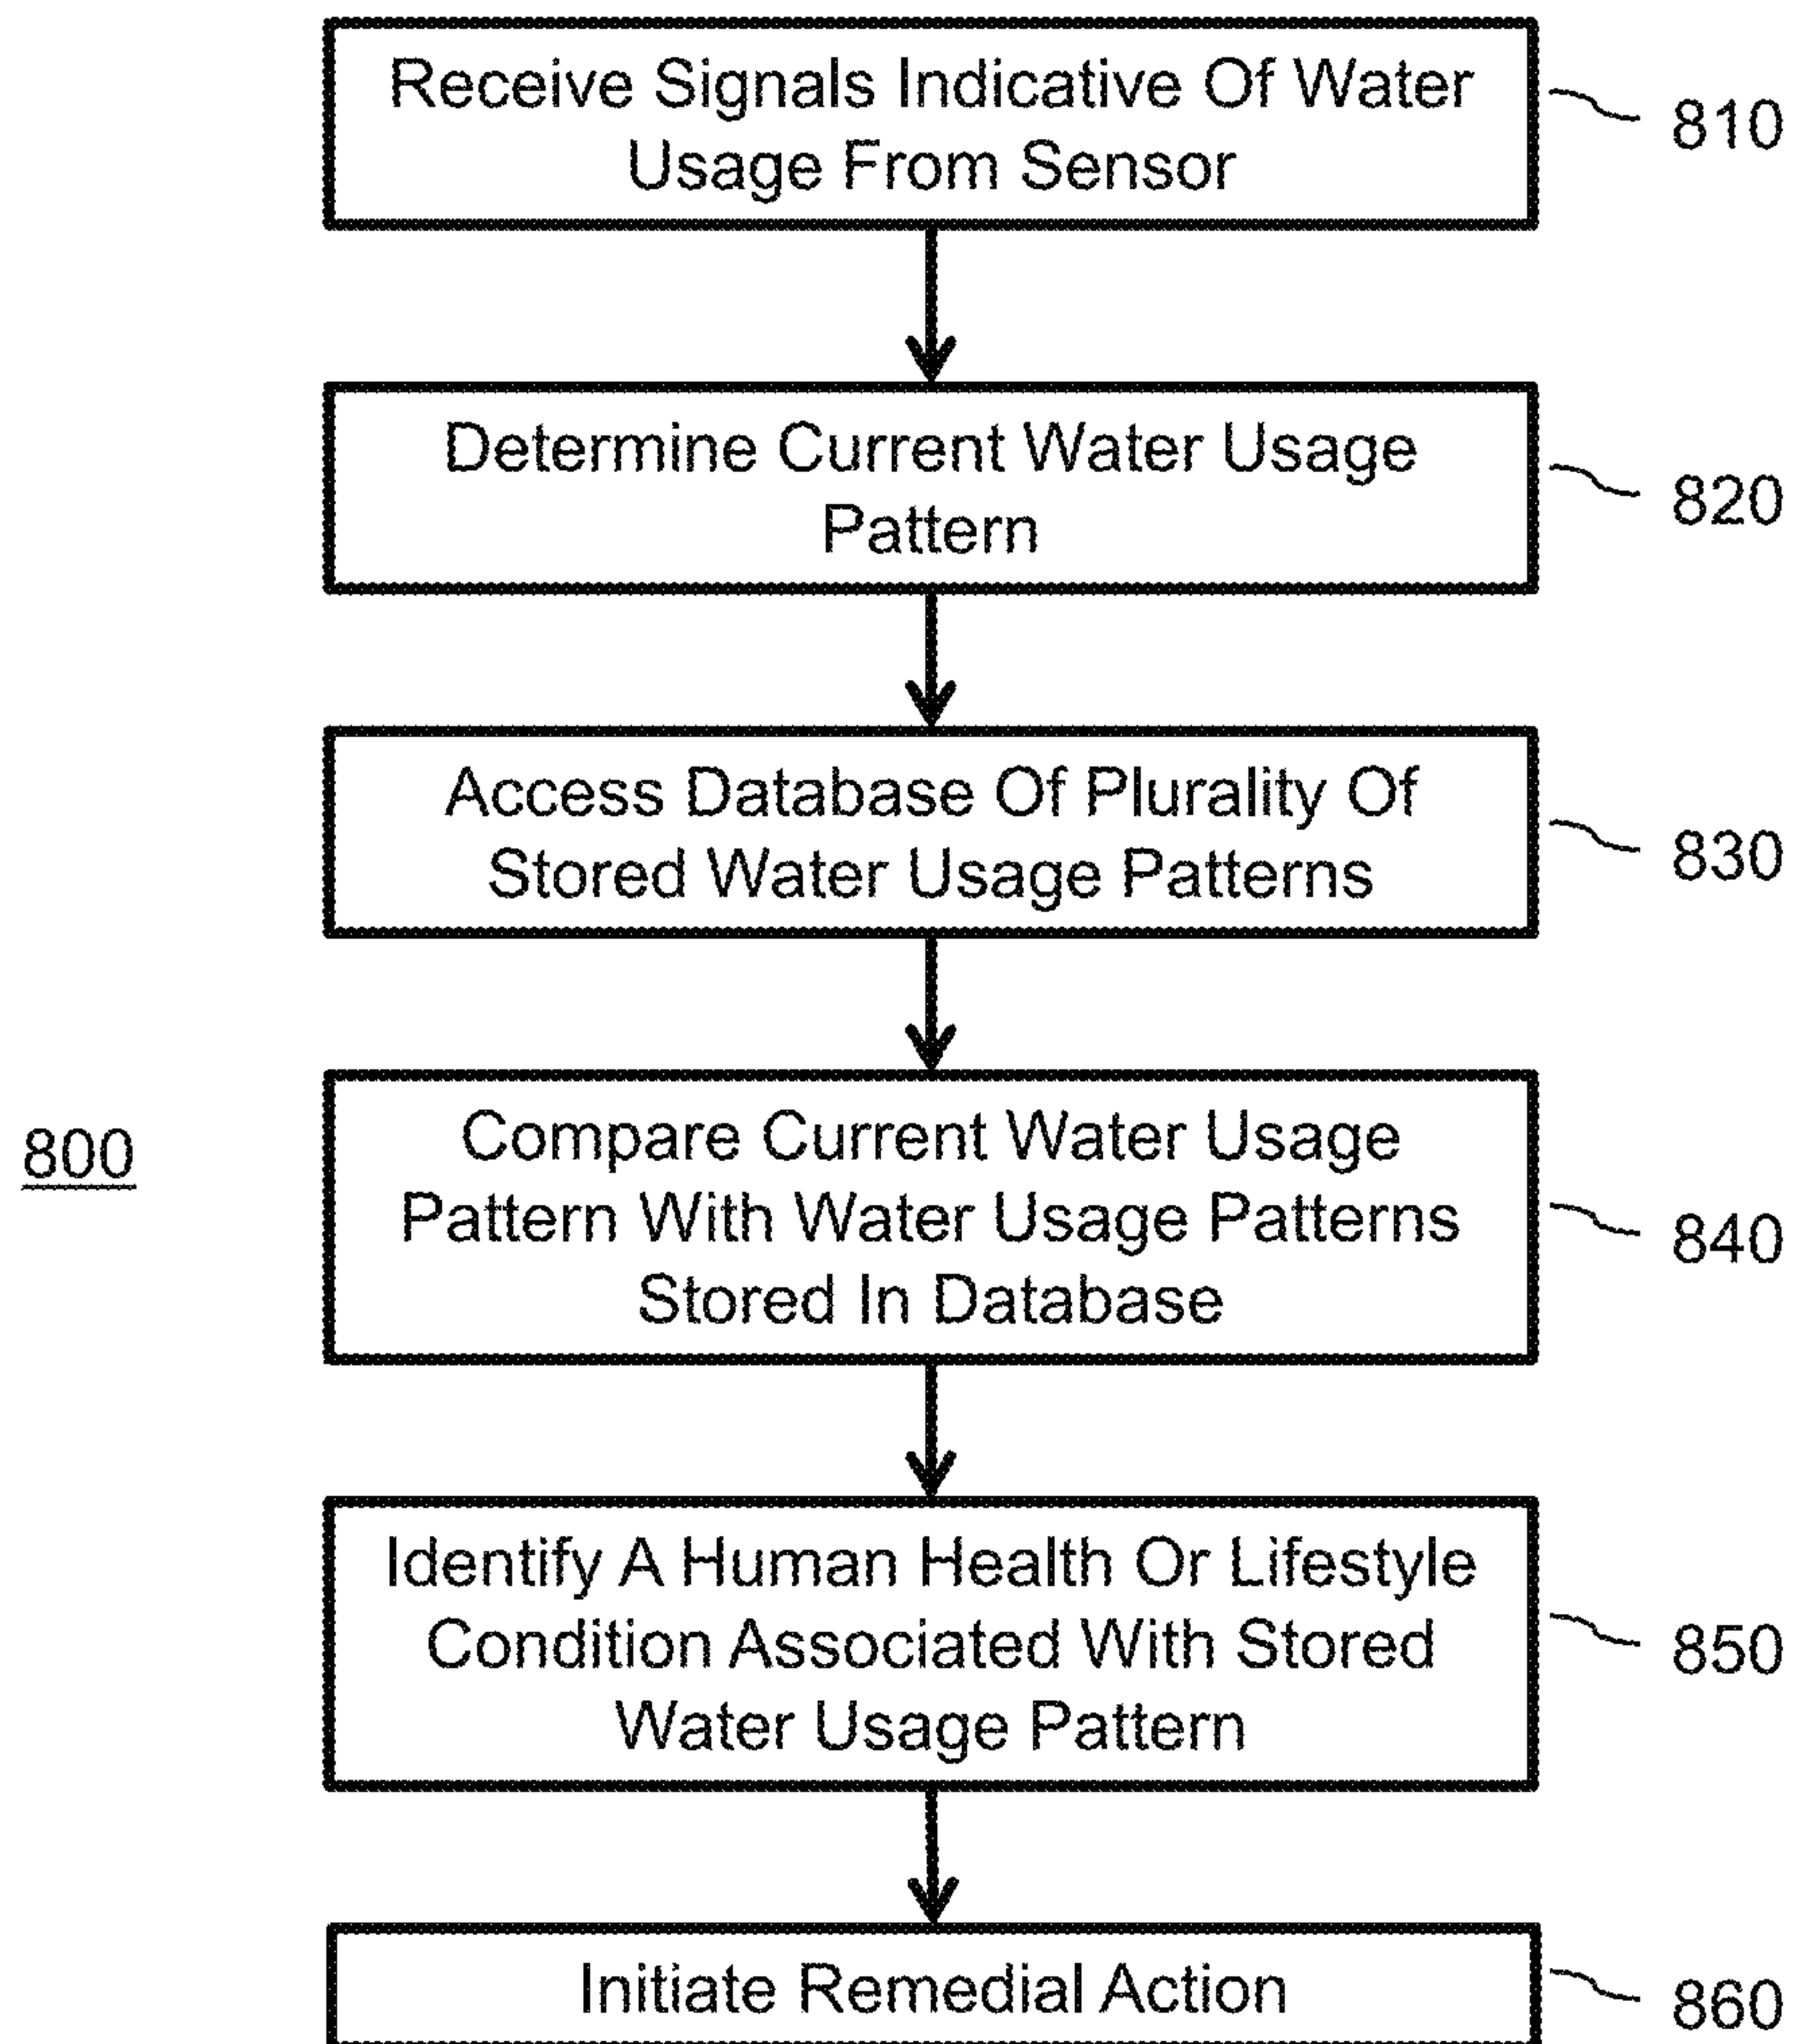 Receive Signals Indicative Of Water
Usage From Sensor
810
Determine Current Water Usage
Pattern
820
Access Database Of Plurality Of
Stored Water Usage Patterns
830
800
Compare Current Water Usage
Pattern With Water Usage Patterns
Stored In Database
840
Identify A Human Health Or Lifestyle
Condition Associated With Stored
Water Usage Pattern
850
Initiate Remedial Action
860